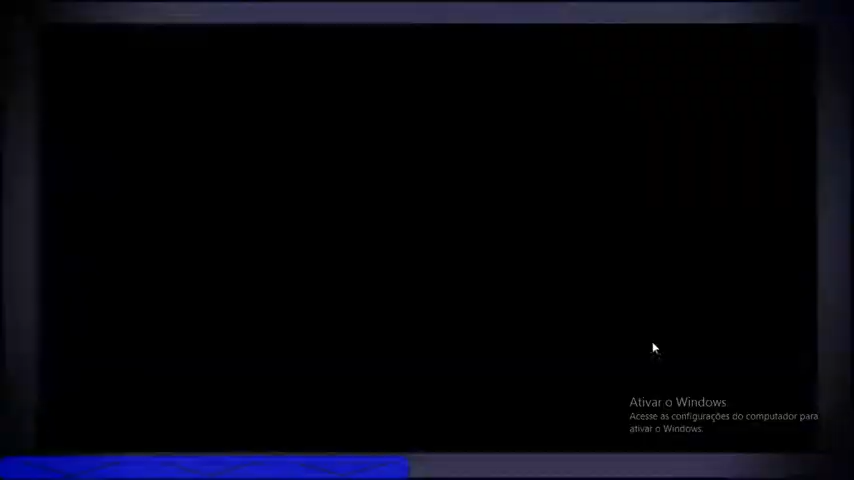 Ativar o Windows
Acesse as configurações do computador para
ativar o Windows.